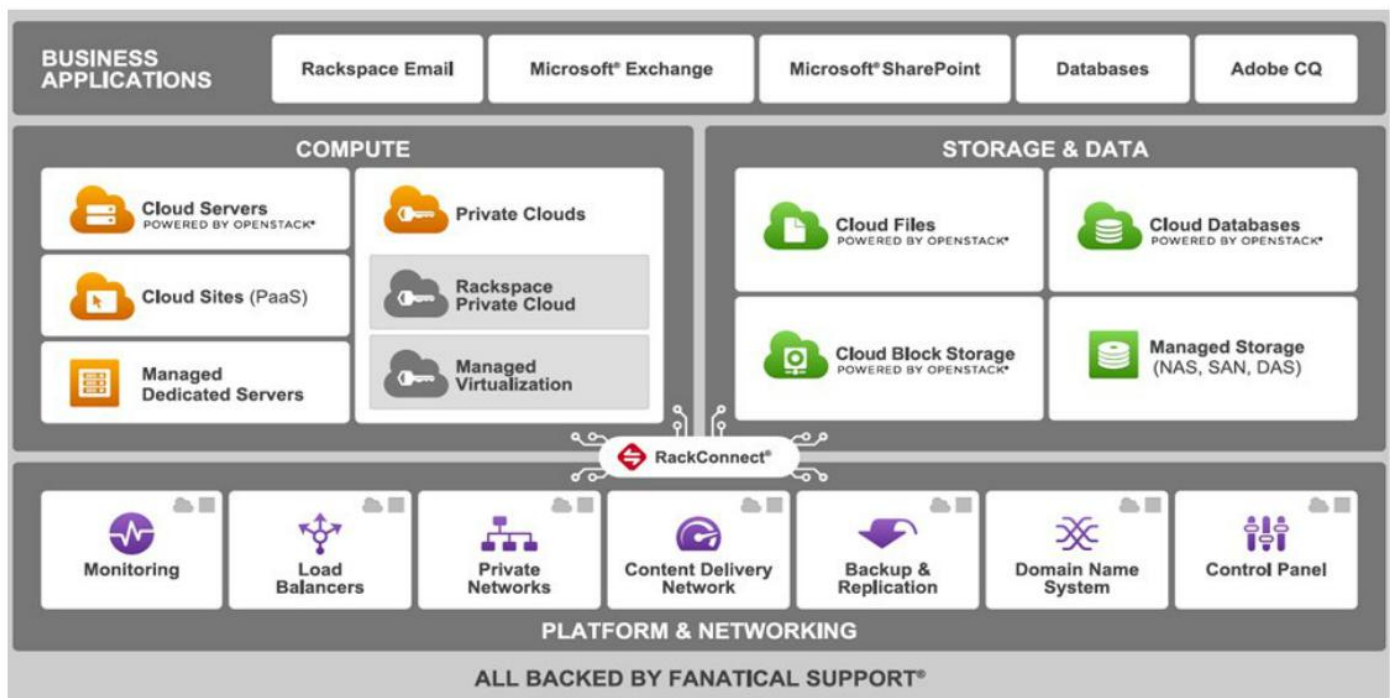 BUSINESS
APPLICATIONS
Rackspace Email
Microsoft® Exchange
Microsoft® SharePoint
Databases
Adobe CQ
COMPUTE
Cloud Servers
POWERED BY OPENSTACK®
Cloud Sites (PaaS)
Managed
Dedicated Servers
Private Clouds
Rackspace
Private Cloud
Managed
Virtualization
STORAGE & DATA
Cloud Files
POWERED BY OPENSTACK®
Cloud Databases
POWERED BY OPENSTACK®
Cloud Block Storage
POWERED BY OPENSTACK®
Managed Storage
(NAS, SAN, DAS)
RackConnect®
Monitoring
Load
Balancers
Private
Networks
Content Delivery
Network
Backup &
Replication
Domain Name
System
Control Panel
PLATFORM & NETWORKING
ALL BACKED BY FANATICAL SUPPORT®